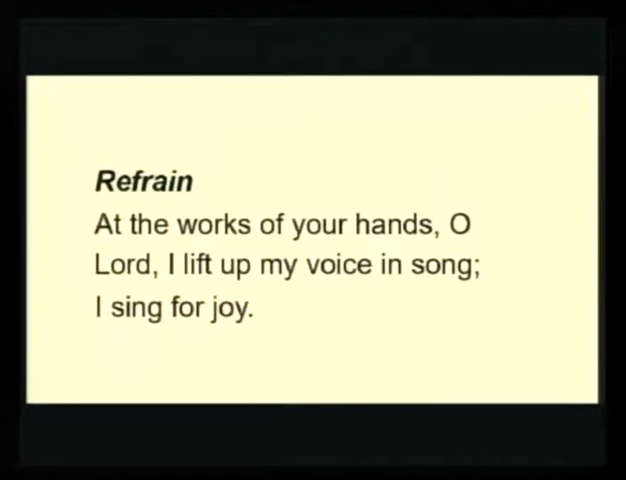 Refrain
At the works of your hands, O
Lord, I lift up my voice in song;
I sing for joy.